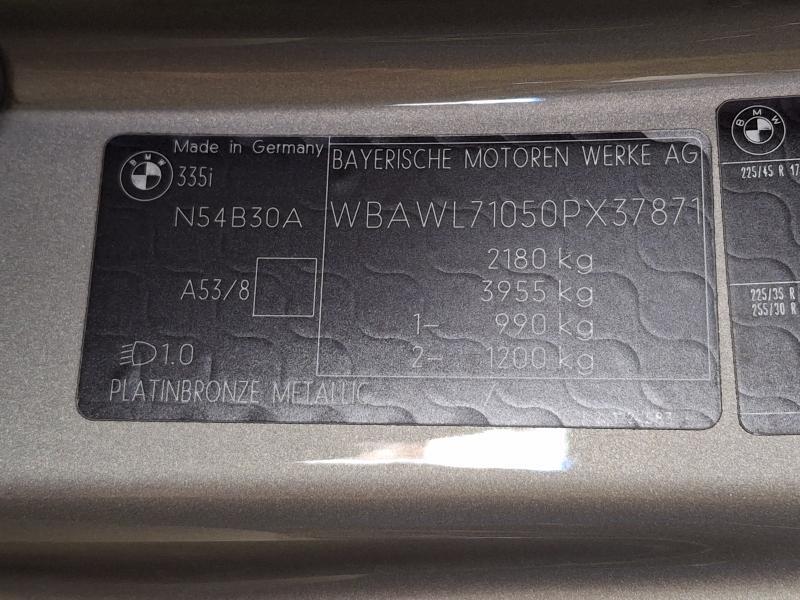 BMW
Made in Germany
335i
N54B30A
A53/8
1.0
PLATINBRONZE METALLIC
BAYERISCHE MOTOREN WERKE AG
WBAWL71050PX37871
2180 kg
3955 kg
1- 990 kg
2- 1200 kg
/
BMW
225/45 R 17
225/35 R
255/30 R